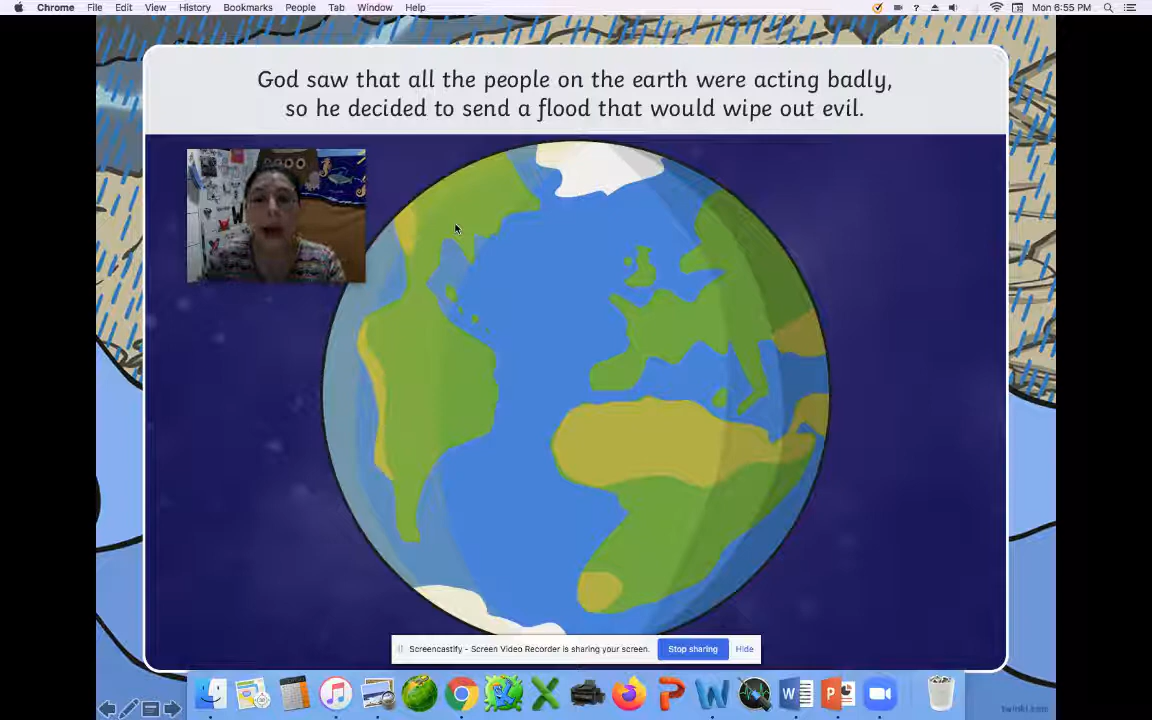 Chrome File Edit View History Bookmarks People Tab Window Help Mon 6:55 PM
God saw that all the people on the earth were acting badly,
so he decided to send a flood that would wipe out evil.
Screencastify - Screen Video Recorder is sharing your screen. Stop sharing Hide
twinkl.com